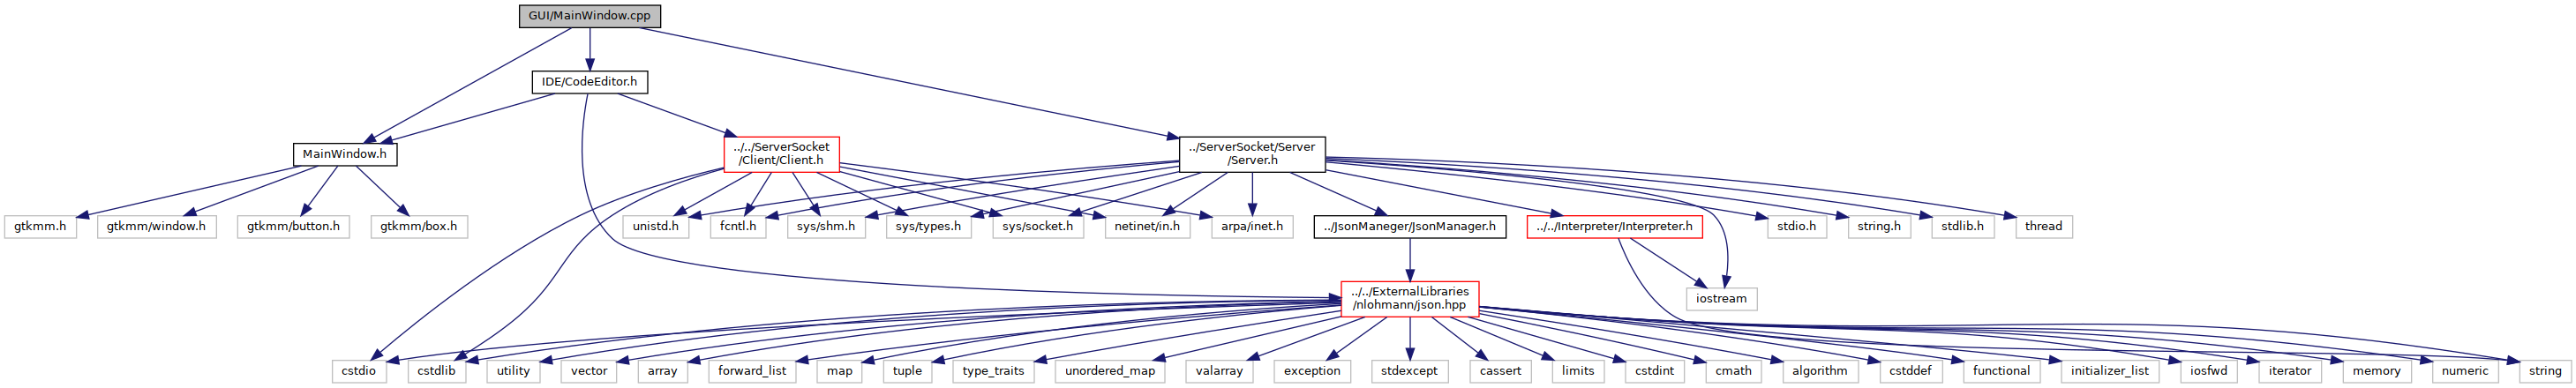 GUI/MainWindow.cpp
IDE/CodeEditor.h
MainWindow.h
../../ServerSocket
/Client/Client.h
../ServerSocket/Server
/Server.h
gtkmm.h
gtkmm/window.h
gtkmm/button.h
gtkmm/box.h
unistd.h
fcntl.h
sys/shm.h
sys/types.h
sys/socket.h
netinet/in.h
arpa/inet.h
../JsonManeger/JsonManager.h
../../Interpreter/Interpreter.h
stdio.h
string.h
stdlib.h
thread
../../ExternalLibraries
/nlohmann/json.hpp
iostream
cstdio
cstdlib
utility
vector
array
forward_list
map
tuple
type_traits
unordered_map
valarray
exception
stdexcept
cassert
limits
cstdint
cmath
algorithm
cstddef
functional
initializer_list
iosfwd
iterator
memory
numeric
string